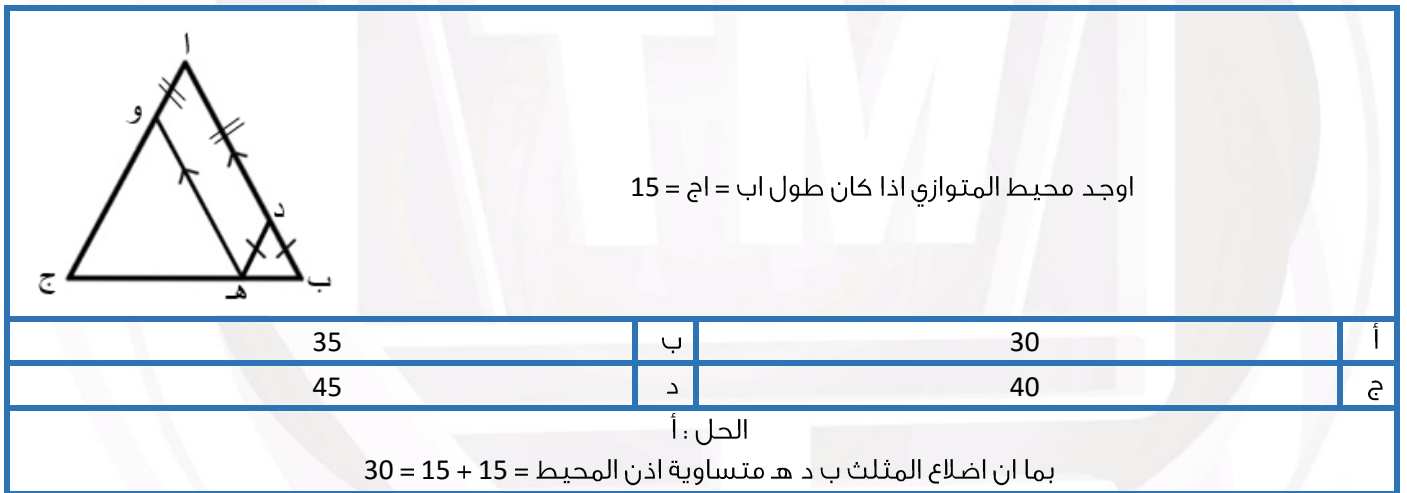 ا
و
د
ج
هـ
ب
اوجد محيط المتوازي اذا كان طول اب = اج = 15
أ 30 ب 35
ج 40 د 45
الحل : أ
بما ان اضلاع المثلث ب د هـ متساوية اذن المحيط = 15 + 15 = 30
TM